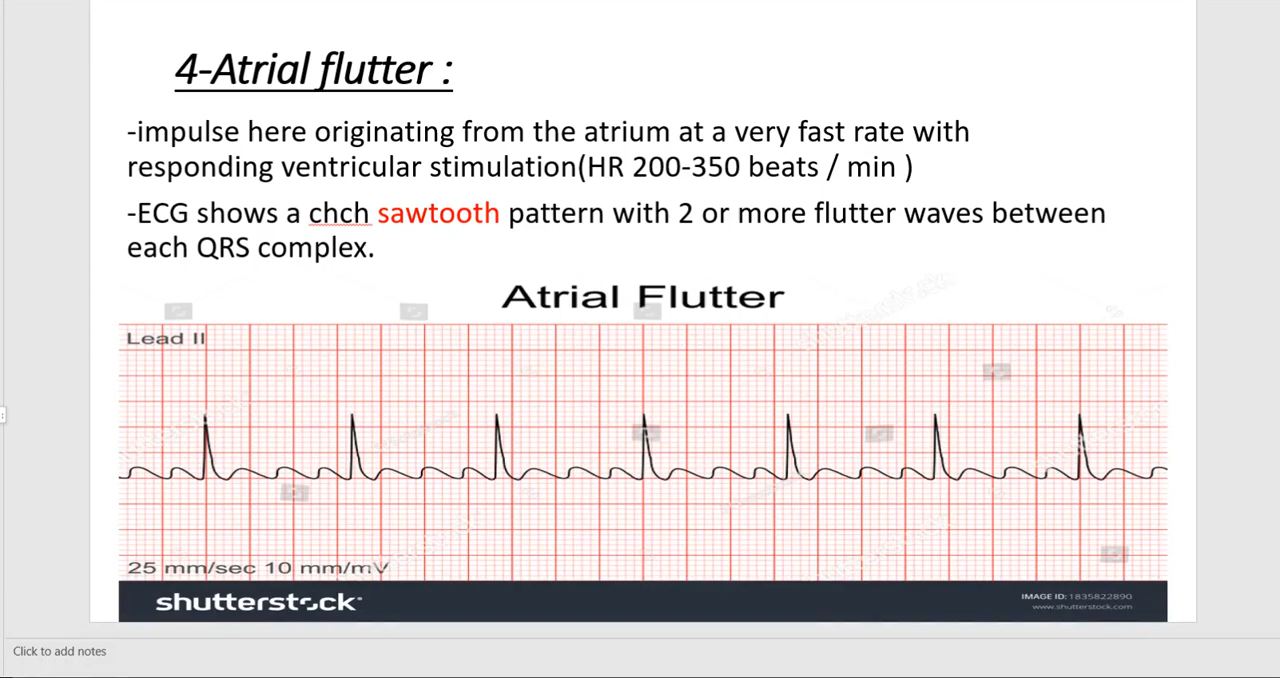 4-Atrial flutter :
-impulse here originating from the atrium at a very fast rate with
responding ventricular stimulation(HR 200-350 beats / min )
-ECG shows a chch sawtooth pattern with 2 or more flutter waves between
each QRS complex.
Atrial Flutter
Lead II
25 mm/sec 10 mm/mV
shutterstock
IMAGE ID: 1835822890
www.shutterstock.com
Click to add notes